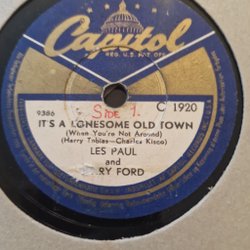 Capitol
REG. U.S. PAT. OFF.
Side 1.
9386
C 1920
IT'S A LONESOME OLD TOWN
(When You're Not Around)
(Harry Tobias-Charles Kisco)
LES PAUL
and
RY FORD